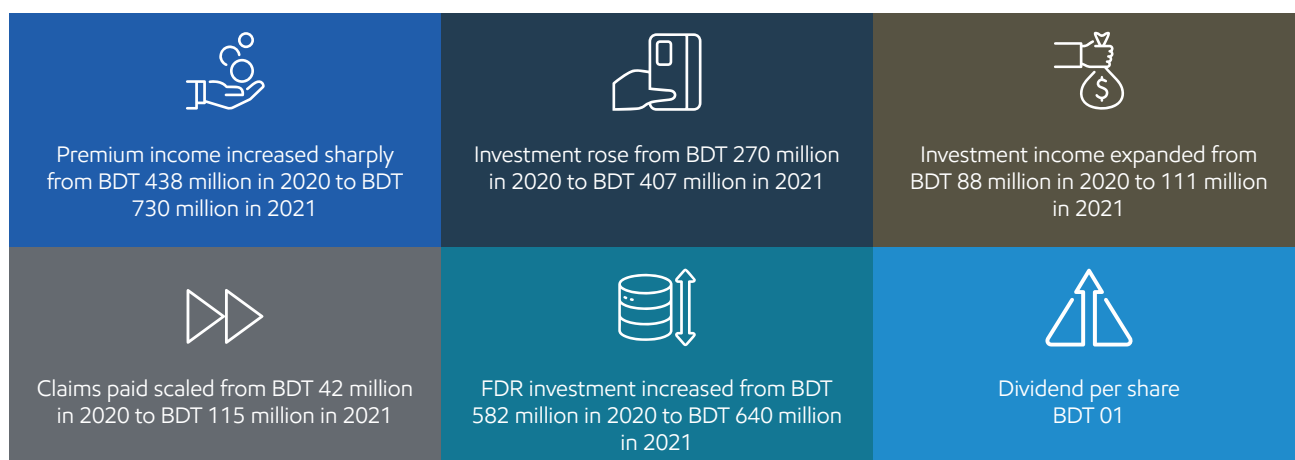 Premium income increased sharply
from BDT 438 million in 2020 to BDT
730 million in 2021
Investment rose from BDT 270 million
in 2020 to BDT 407 million in 2021
Investment income expanded from
BDT 88 million in 2020 to 111 million
in 2021
Claims paid scaled from BDT 42 million
in 2020 to BDT 115 million in 2021
FDR investment increased from BDT
582 million in 2020 to BDT 640 million
in 2021
Dividend per share
BDT 01